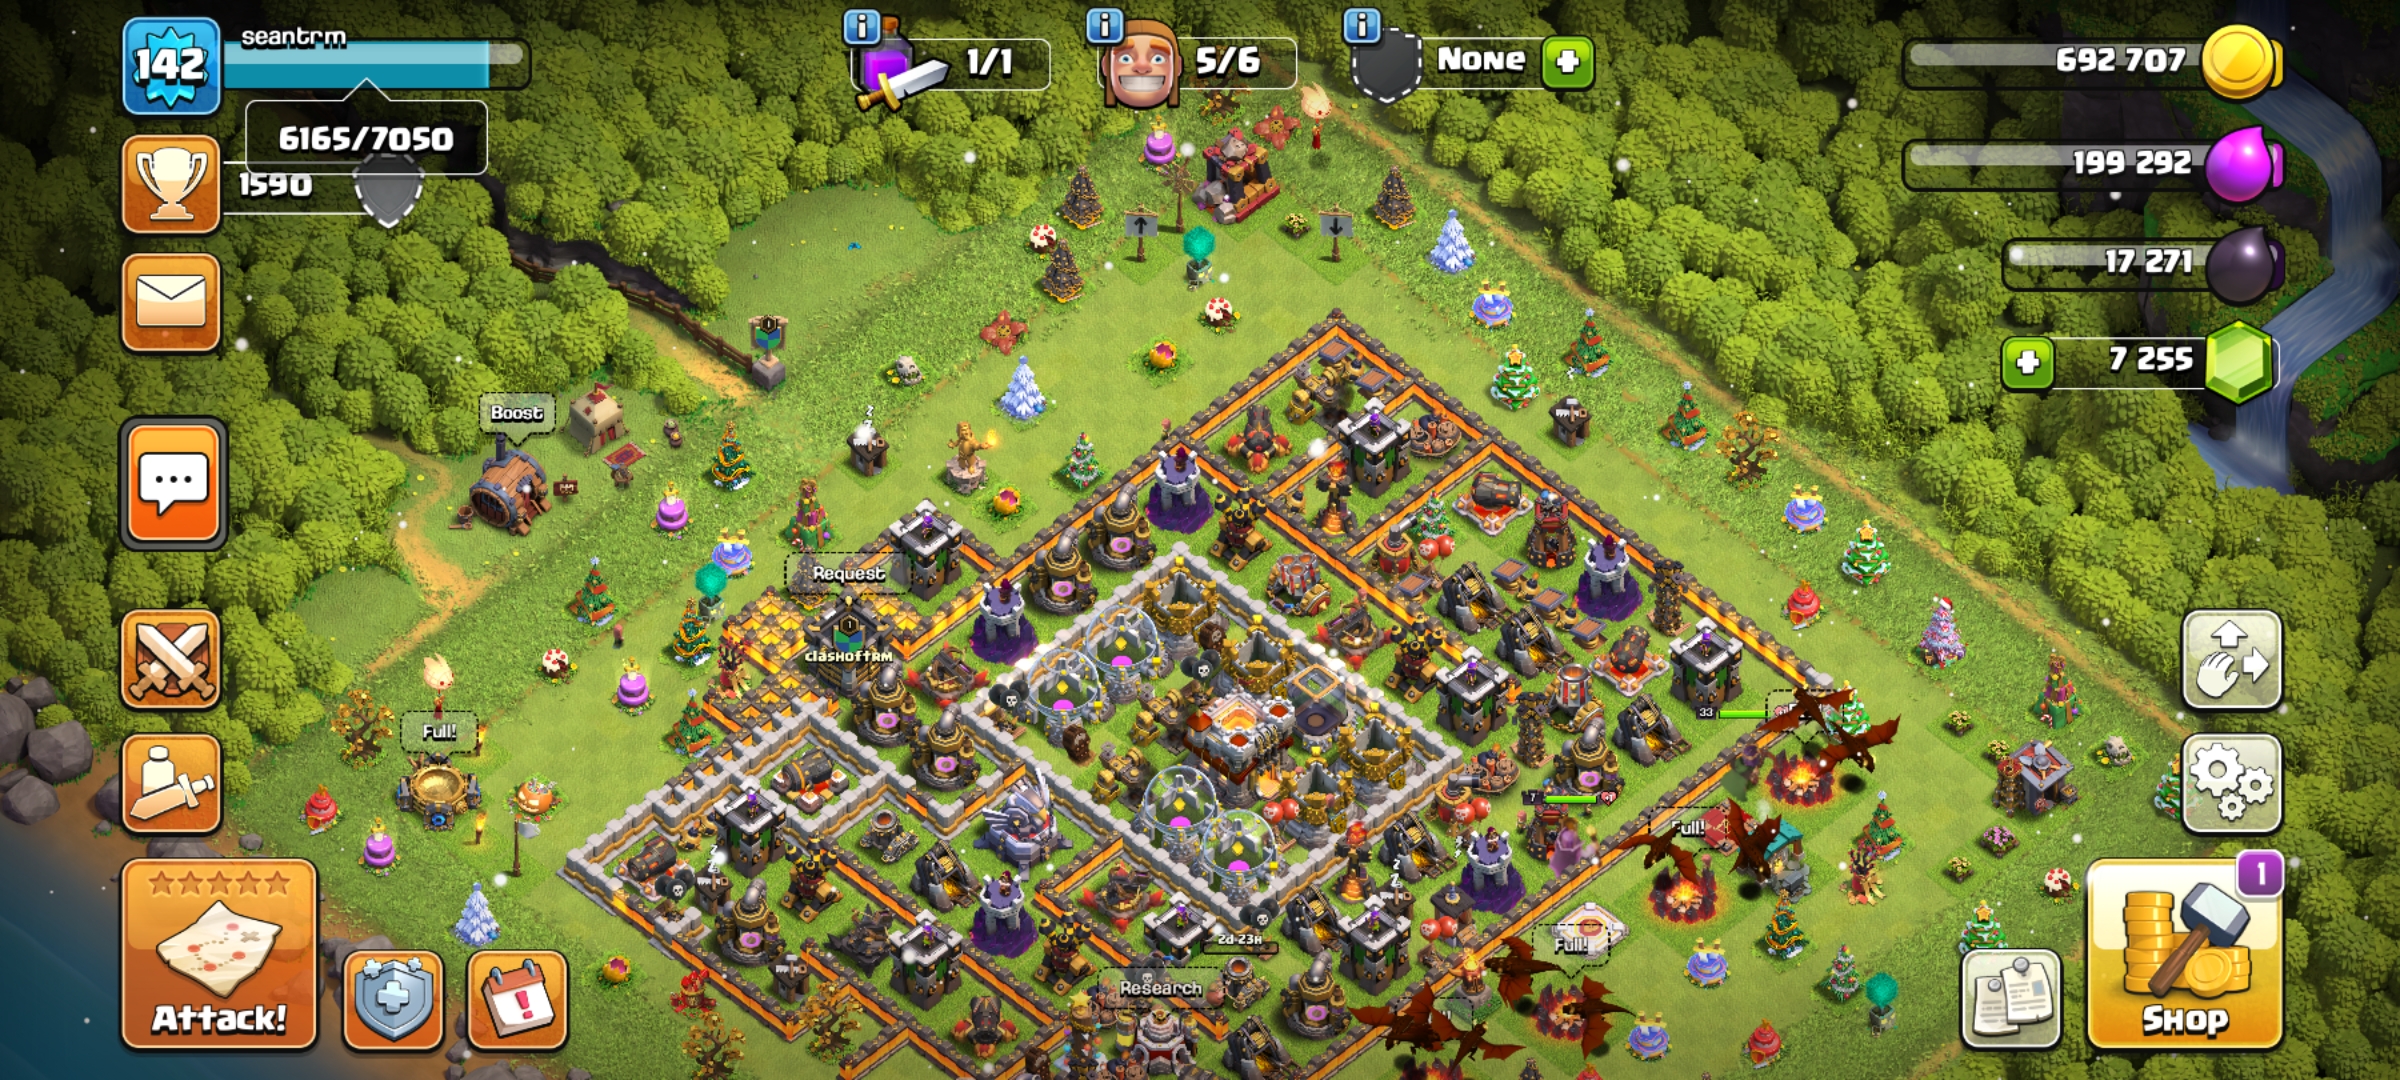 142
seantrm
6165/7050
1590
1/1
5/6
None
692 707
199 292
17 271
7 255
Boost
Request
clashoftRM
Full!
33
7
Full!
Full!
2d 23H
Research
Attack!
1
Shop